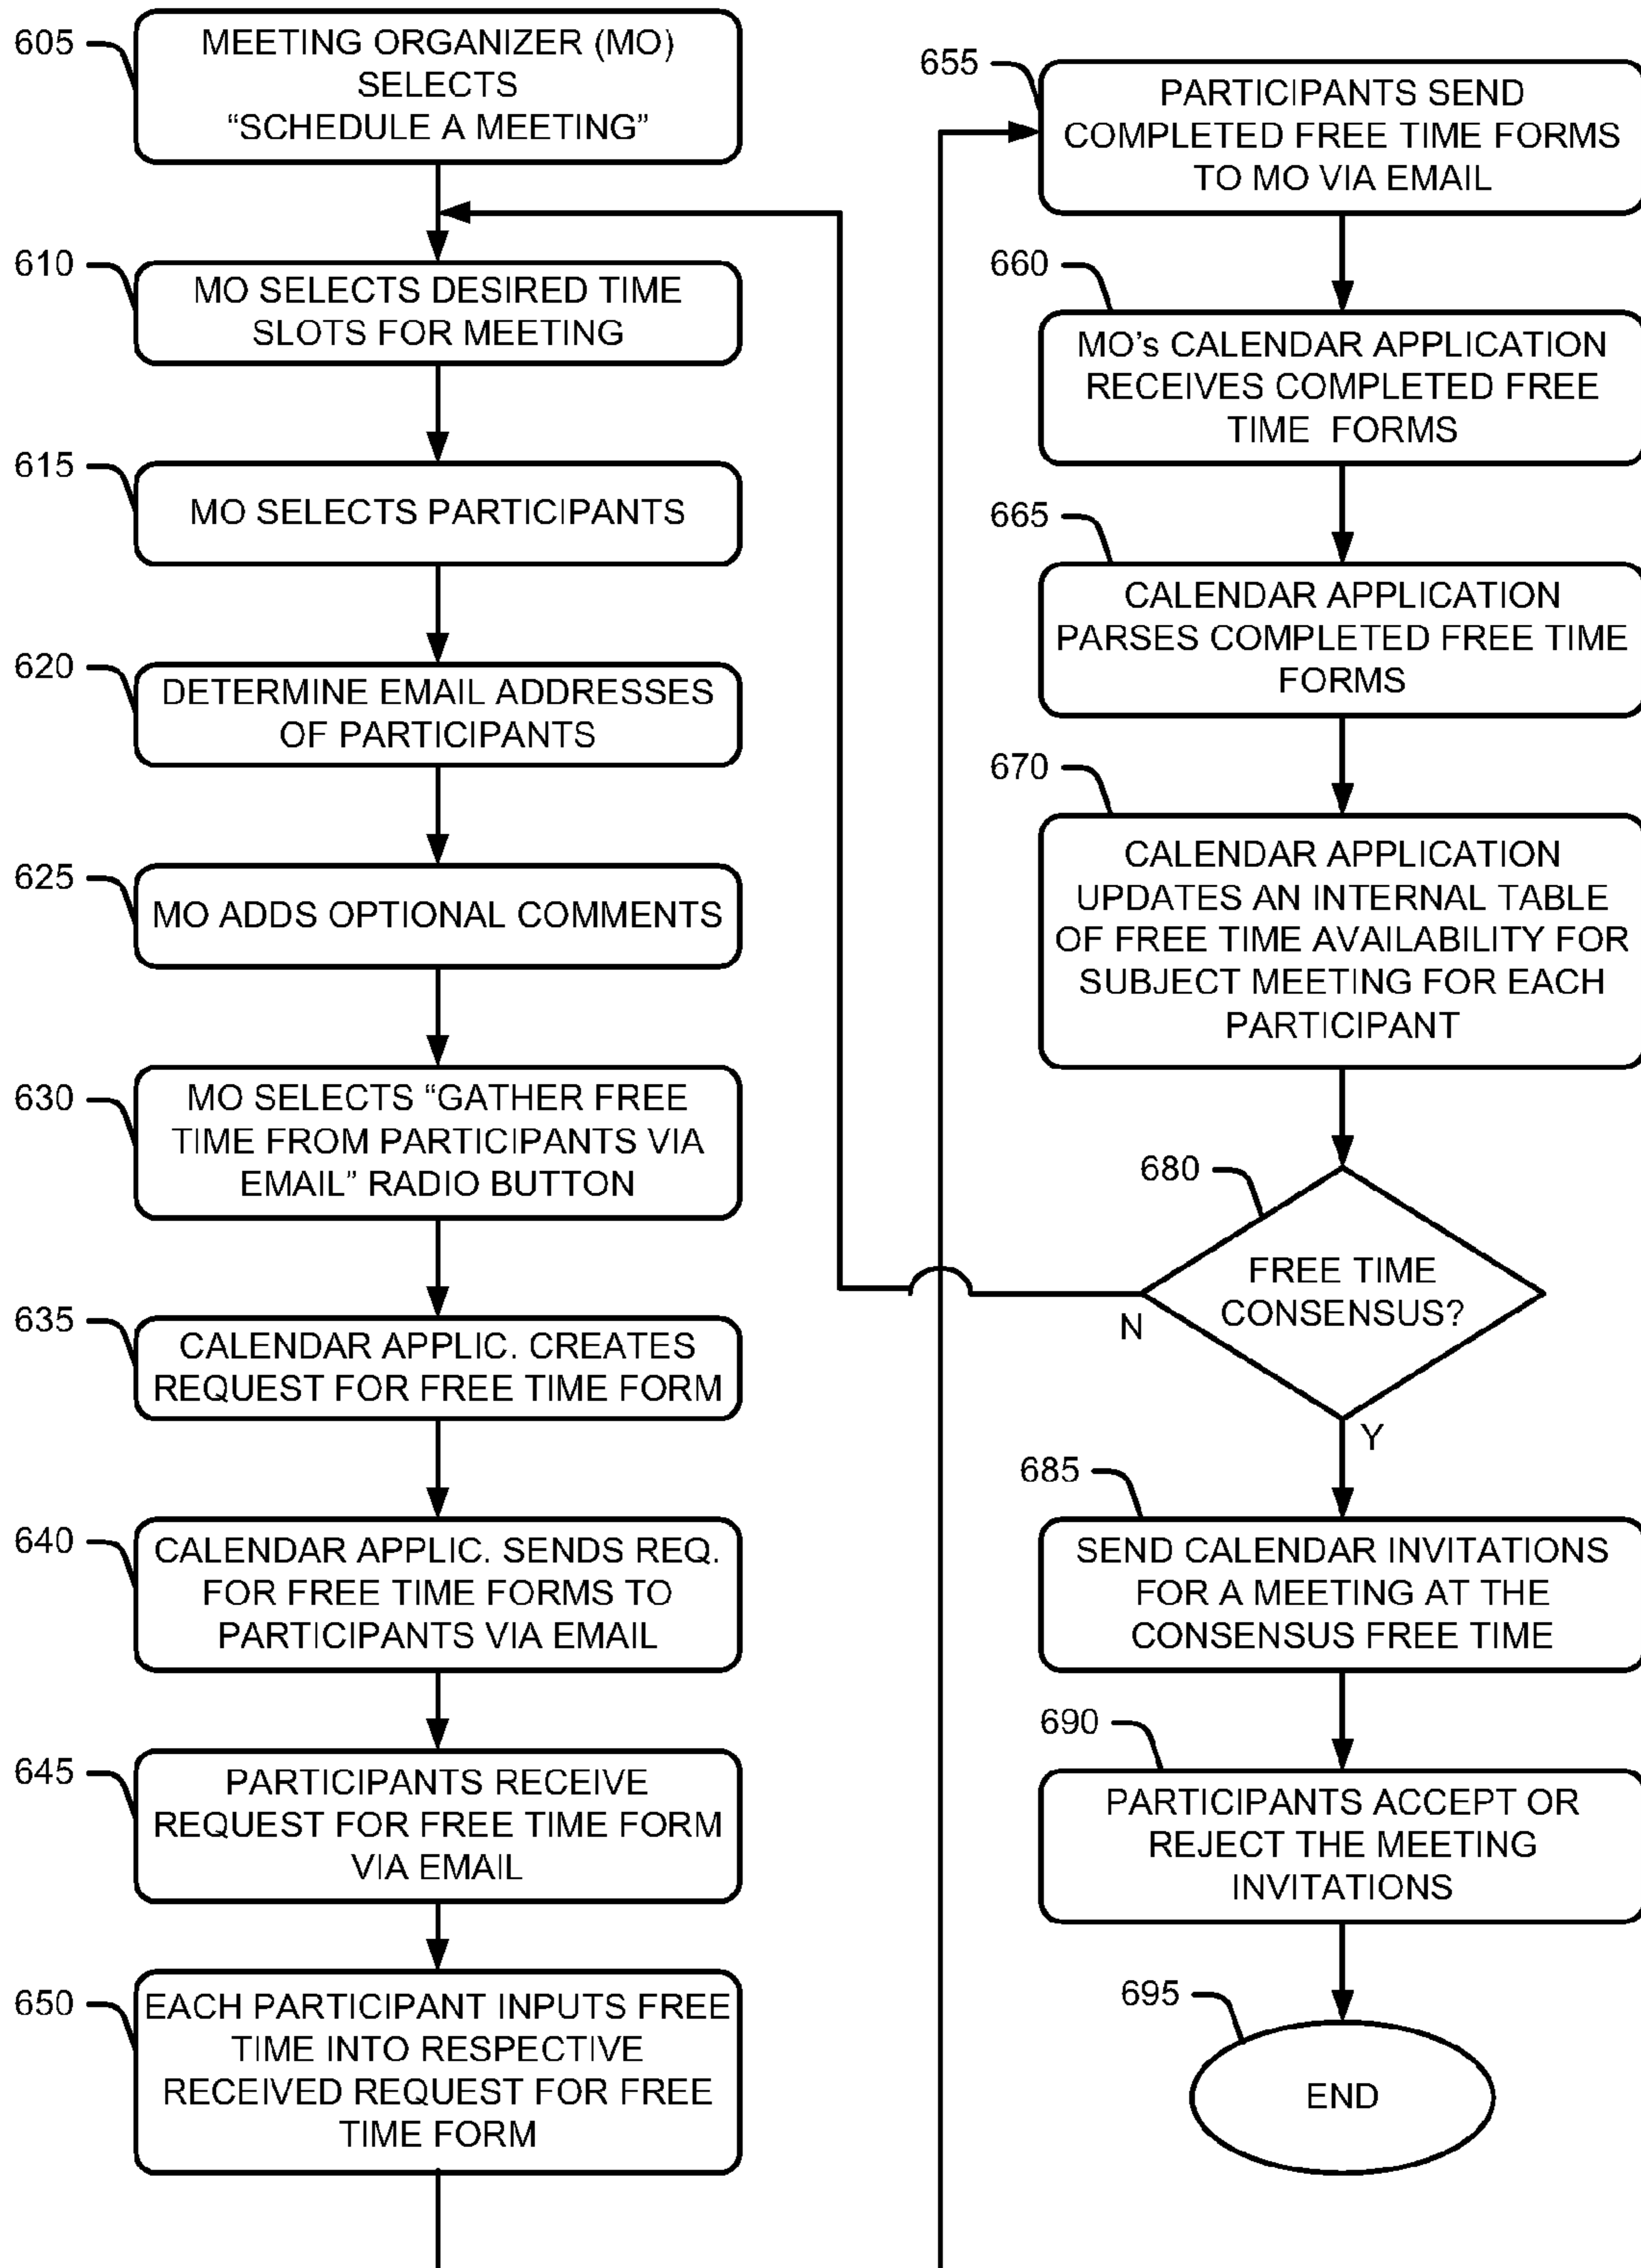 605
MEETING ORGANIZER (MO)
SELECTS
“SCHEDULE A MEETING”
610
MO SELECTS DESIRED TIME
SLOTS FOR MEETING
615
MO SELECTS PARTICIPANTS
620
DETERMINE EMAIL ADDRESSES
OF PARTICIPANTS
625
MO ADDS OPTIONAL COMMENTS
630
MO SELECTS “GATHER FREE
TIME FROM PARTICIPANTS VIA
EMAIL” RADIO BUTTON
635
CALENDAR APPLIC. CREATES
REQUEST FOR FREE TIME FORM
640
CALENDAR APPLIC. SENDS REQ.
FOR FREE TIME FORMS TO
PARTICIPANTS VIA EMAIL
645
PARTICIPANTS RECEIVE
REQUEST FOR FREE TIME FORM
VIA EMAIL
650
EACH PARTICIPANT INPUTS FREE
TIME INTO RESPECTIVE
RECEIVED REQUEST FOR FREE
TIME FORM
655
PARTICIPANTS SEND
COMPLETED FREE TIME FORMS
TO MO VIA EMAIL
660
MO's CALENDAR APPLICATION
RECEIVES COMPLETED FREE
TIME FORMS
665
CALENDAR APPLICATION
PARSES COMPLETED FREE TIME
FORMS
670
CALENDAR APPLICATION
UPDATES AN INTERNAL TABLE
OF FREE TIME AVAILABILITY FOR
SUBJECT MEETING FOR EACH
PARTICIPANT
680
FREE TIME
CONSENSUS?
N
Y
685
SEND CALENDAR INVITATIONS
FOR A MEETING AT THE
CONSENSUS FREE TIME
690
PARTICIPANTS ACCEPT OR
REJECT THE MEETING
INVITATIONS
695
END